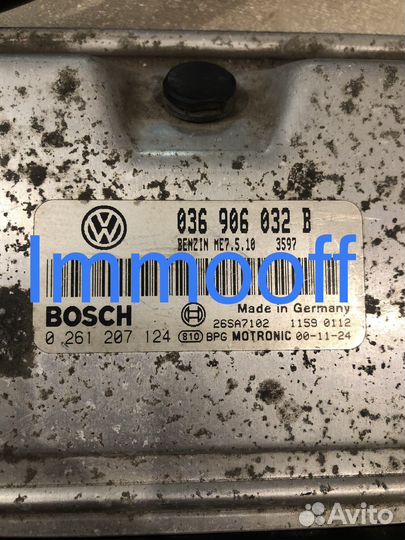 036 906 032 B
BENZIN ME7.5.10 3597
Immooff
BOSCH
Made in Germany
26SA7102 1159 0112
0 261 207 124 810 BPG MOTRONIC 00-11-24
Avito